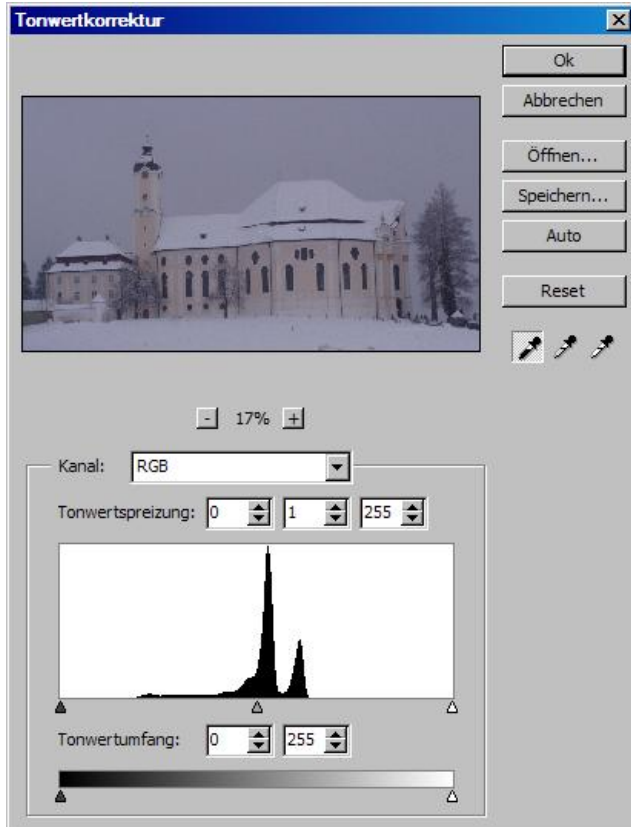 Tonwertkorrektur
Ok
Abbrechen
Öffnen...
Speichern...
Auto
Reset
- 17% +
Kanal: RGB
Tonwertspreizung: 0 1 255
Tonwertumfang: 0 255